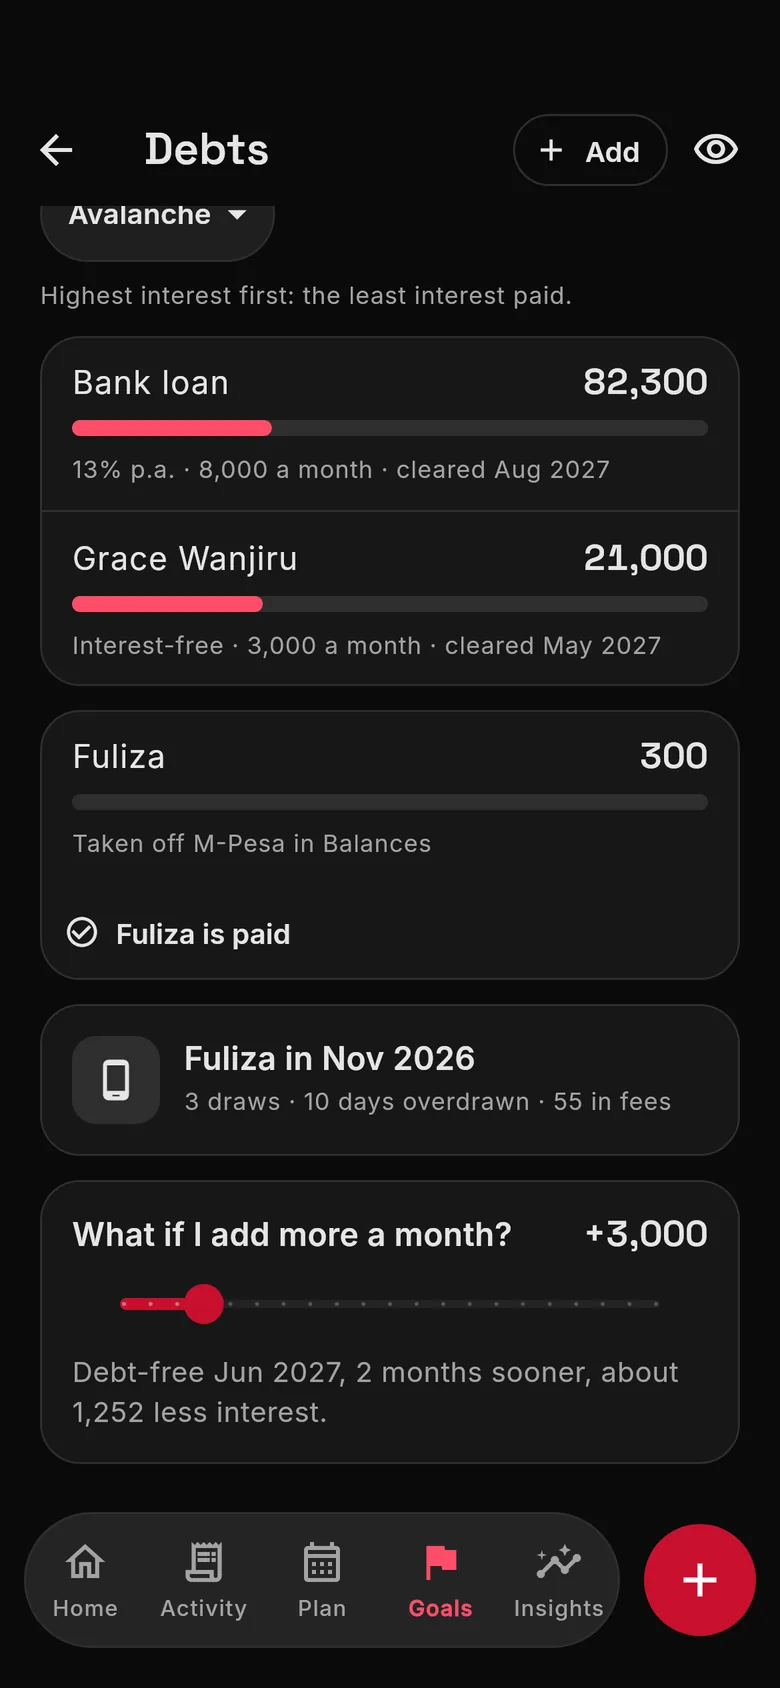 Debts
+ Add
Avalanche
Highest interest first: the least interest paid.
Bank loan 82,300
13% p.a. · 8,000 a month · cleared Aug 2027
Grace Wanjiru 21,000
Interest-free · 3,000 a month · cleared May 2027
Fuliza 300
Taken off M-Pesa in Balances
Fuliza is paid
Fuliza in Nov 2026
3 draws · 10 days overdrawn · 55 in fees
What if I add more a month? +3,000
Debt-free Jun 2027, 2 months sooner, about
1,252 less interest.
Home Activity Plan Goals Insights